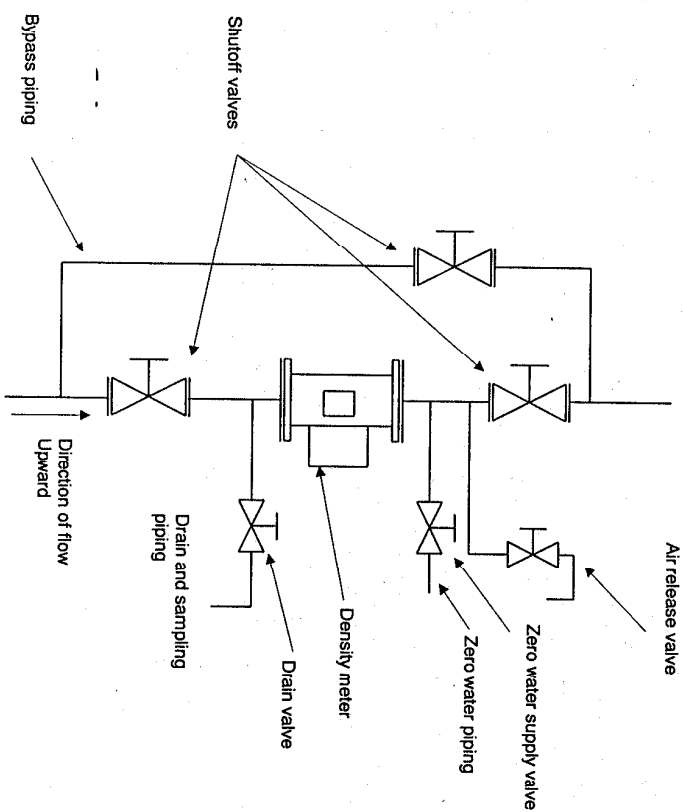 Air release valve
Zero water supply valve
Zero water piping
Density meter
Drain valve
Drain and sampling
piping
Direction of flow
Upward
Shutoff valves
Bypass piping